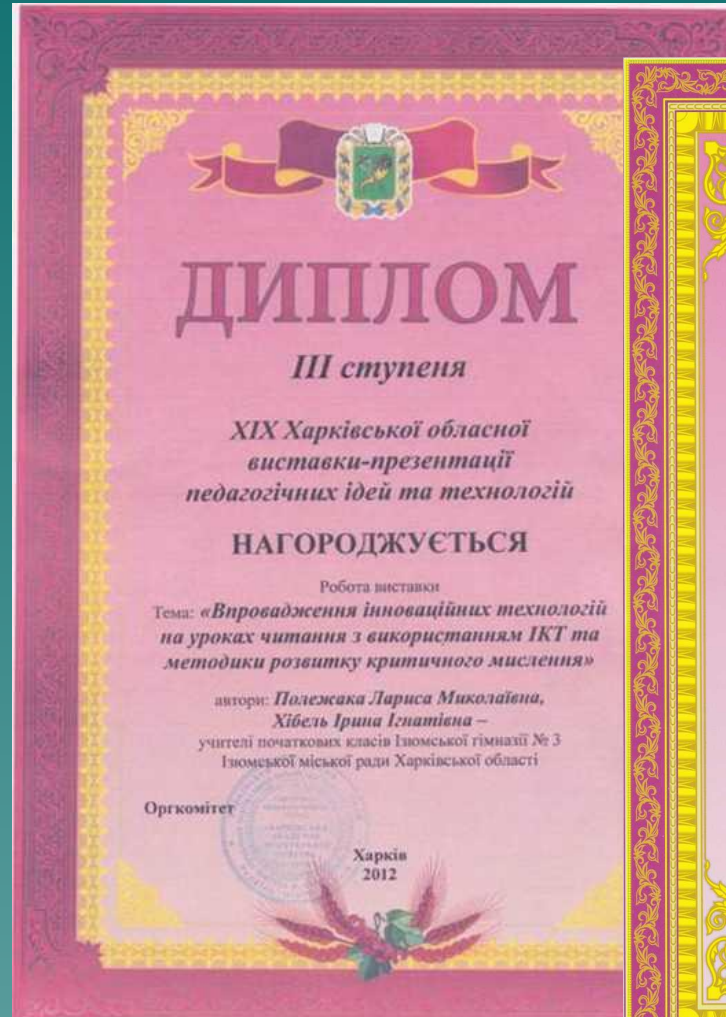 ДИПЛОМ
ІІІ ступеня
ХІХ Харківської обласної
виставки-презентації
педагогічних ідей та технологій
НАГОРОДЖУЄТЬСЯ
Робота виставки
Тема: «Впровадження інноваційних технологій
на уроках читання з використанням ІКТ та
методики розвитку критичного мислення»
автори: Полежака Лариса Миколаївна,
Хібель Ірина Ігнатівна –
учителі початкових класів Ізюмської гімназії № 3
Ізюмської міської ради Харківської області
Оргкомітет
Харків
2012